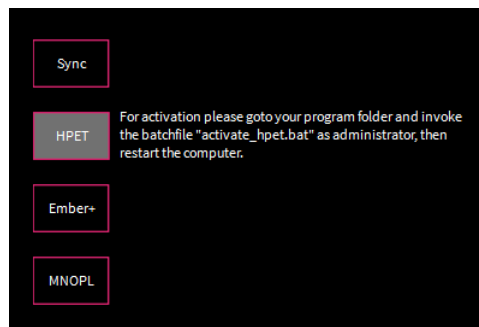 Sync
HPET
For activation please goto your program folder and invoke
the batchfile "activate_hpet.bat" as administrator, then
restart the computer.
Ember+
MNOPL